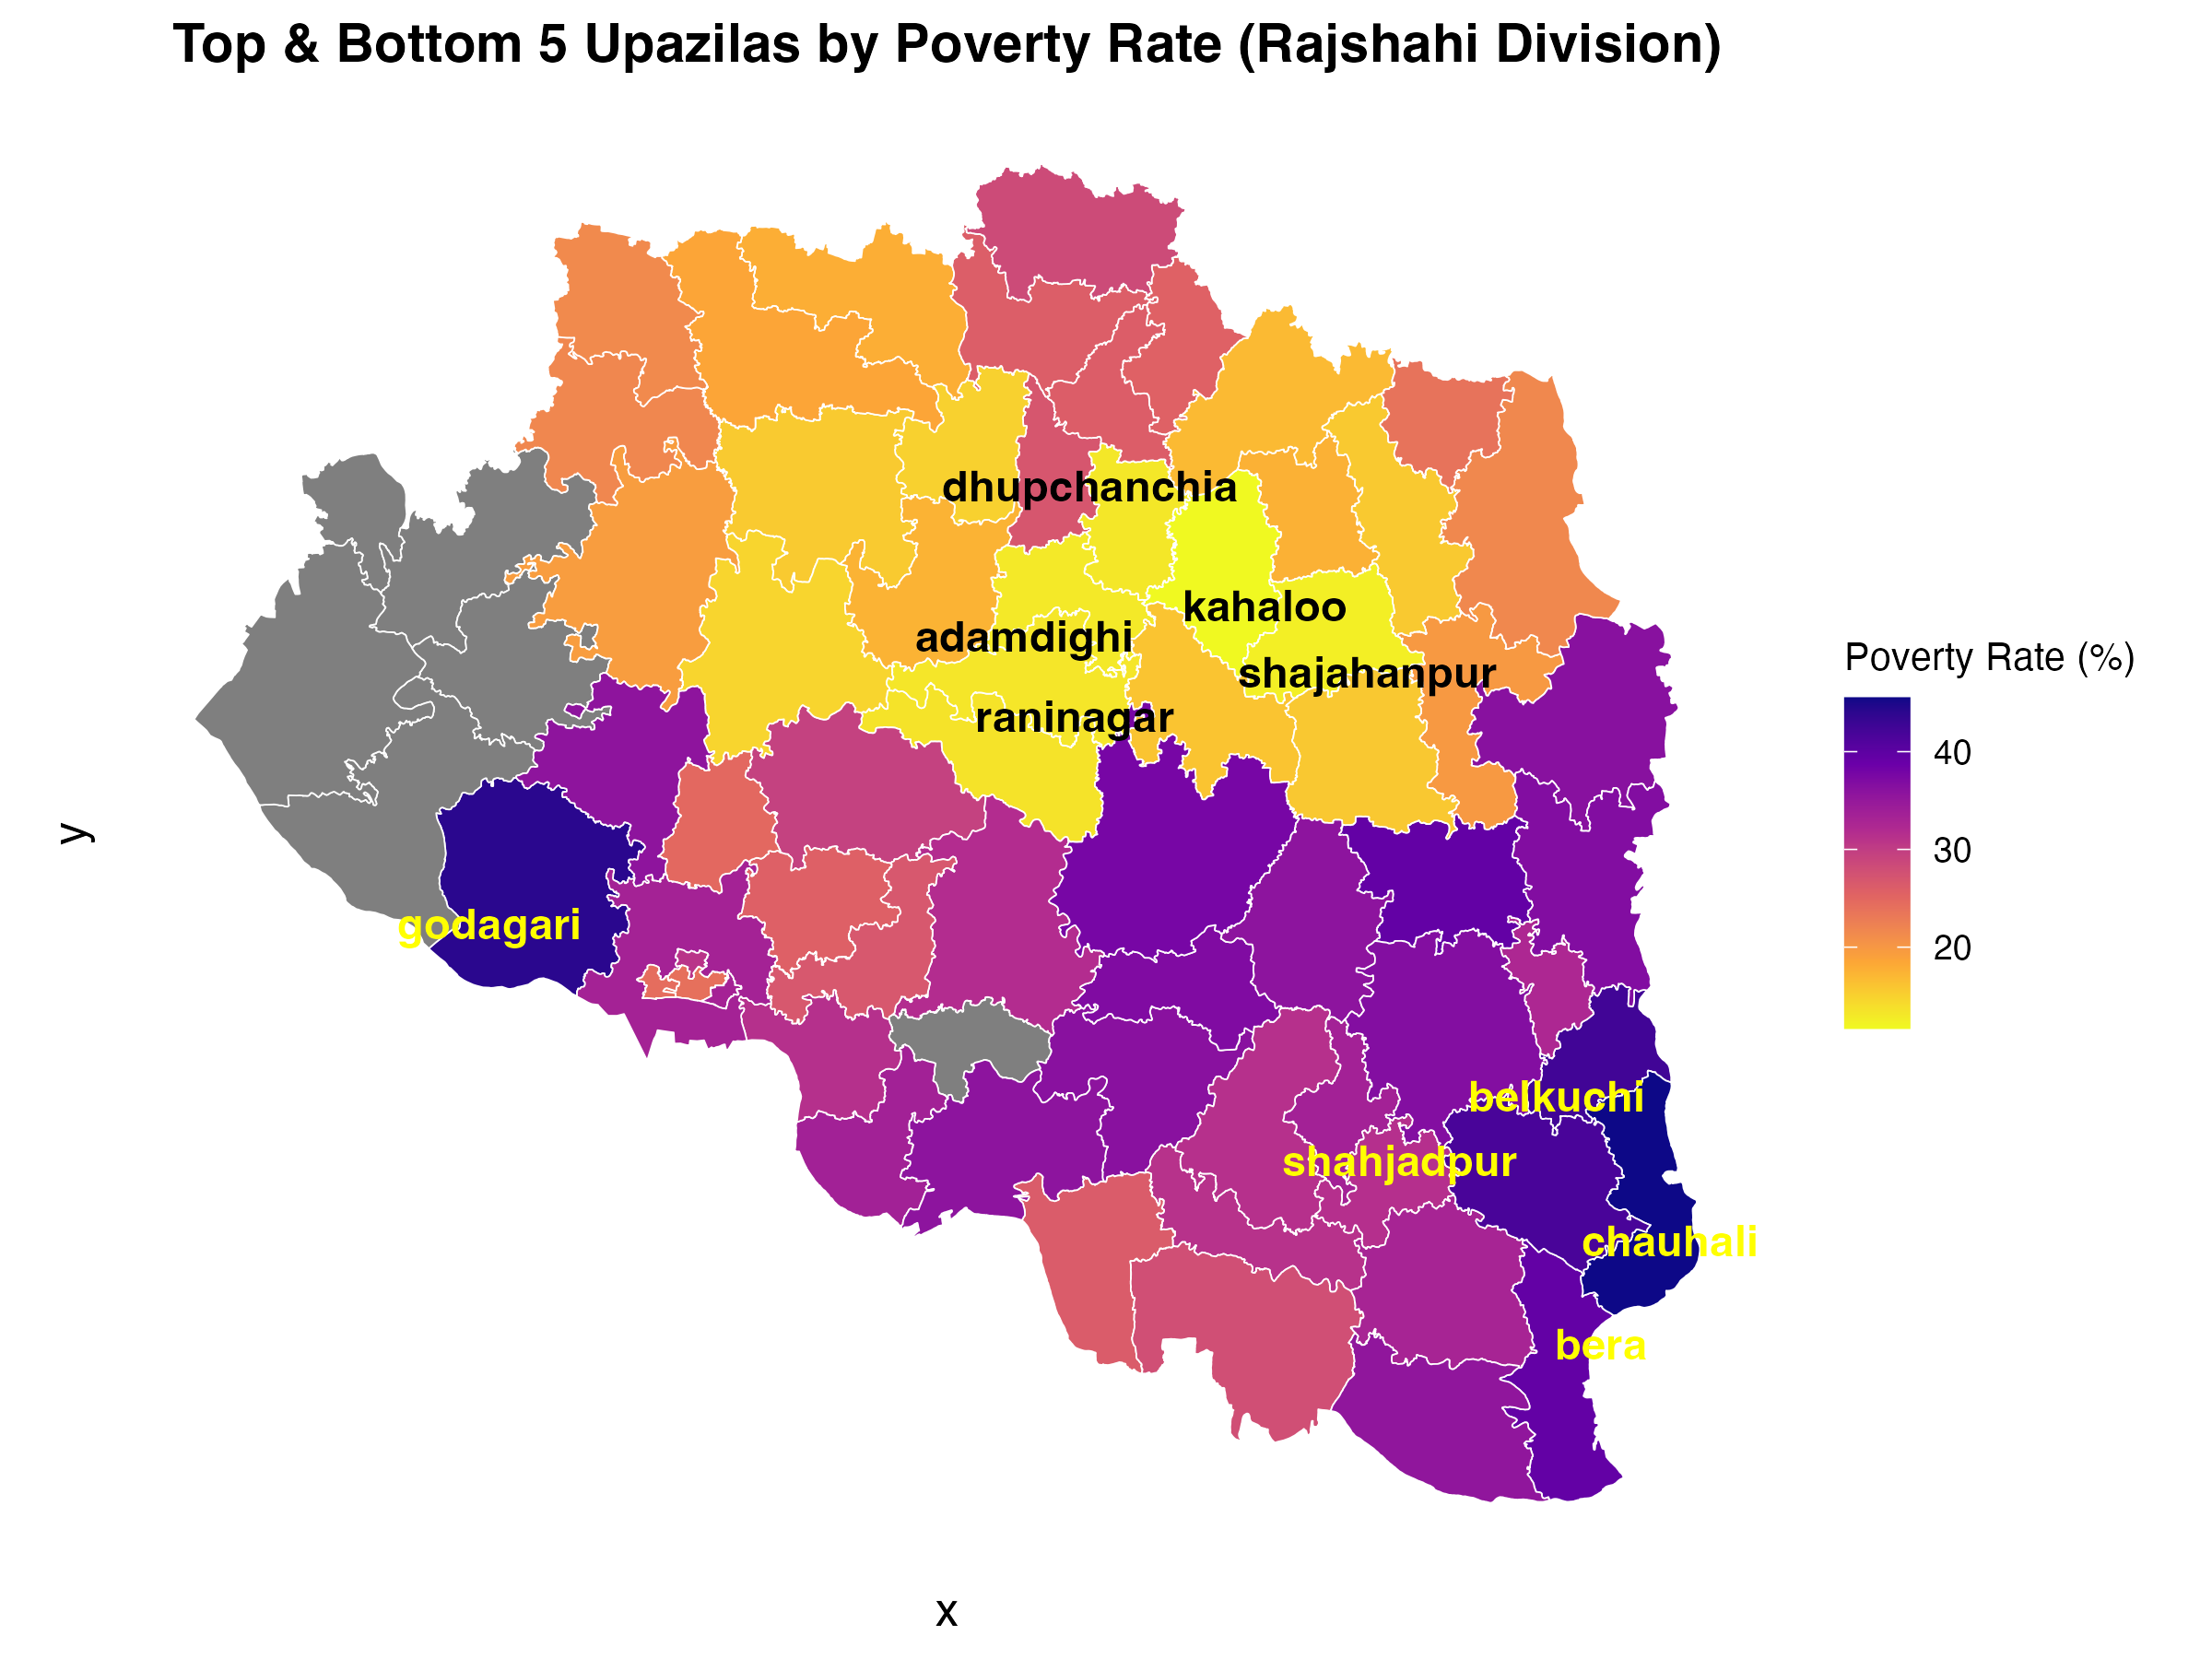 Top & Bottom 5 Upazilas by Poverty Rate (Rajshahi Division)
dhupchanchia
kahaloo
adamdighi
shajahanpur
raninagar
Poverty Rate (%)
40
30
20
y
godagari
belkuchi
shahjadpur
chauhali
bera
x